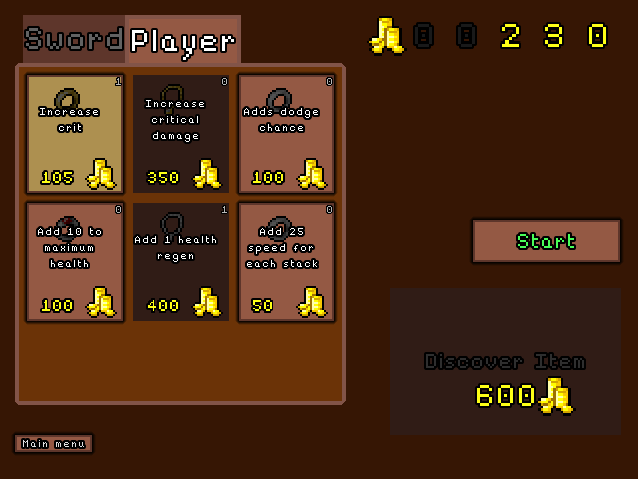 Sword Player
00230
1
Increase
crit
105
0
Increase
critical
damage
350
0
Adds dodge
chance
100
0
Add 10 to
maximum
health
100
1
Add 1 health
regen
400
0
Add 25
speed for
each stack
50
Start
Discover Item
600
Main menu